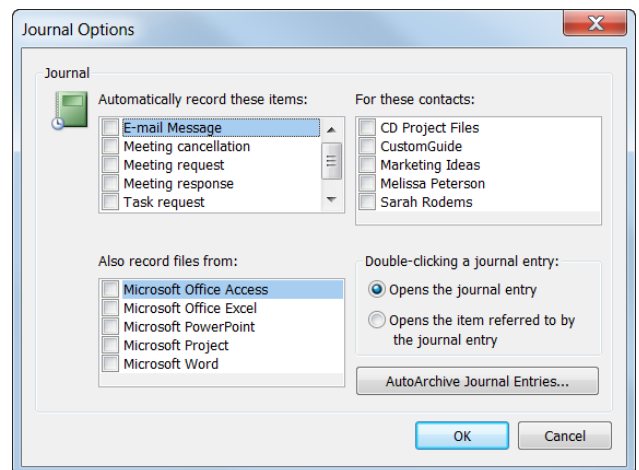 Journal Options
Journal
Automatically record these items:
E-mail Message
Meeting cancellation
Meeting request
Meeting response
Task request
For these contacts:
CD Project Files
CustomGuide
Marketing Ideas
Melissa Peterson
Sarah Rodems
Also record files from:
Microsoft Office Access
Microsoft Office Excel
Microsoft PowerPoint
Microsoft Project
Microsoft Word
Double-clicking a journal entry:
Opens the journal entry
Opens the item referred to by
the journal entry
AutoArchive Journal Entries...
OK
Cancel